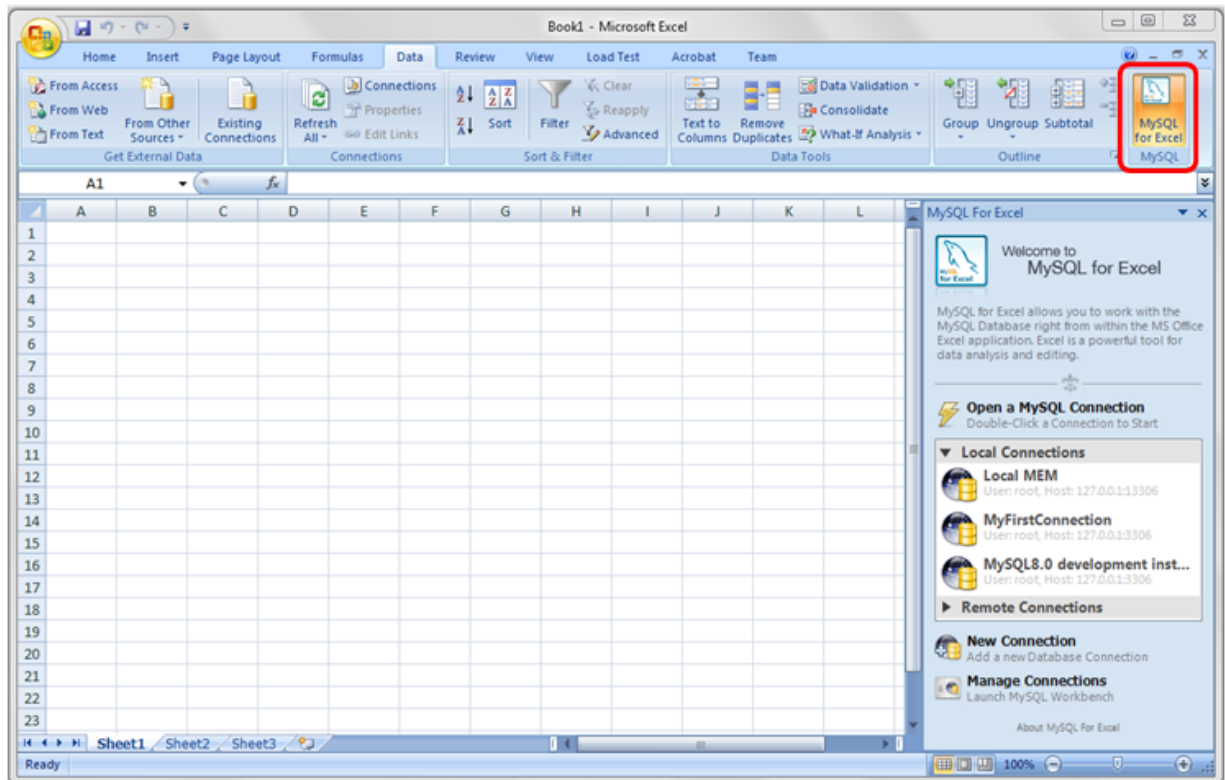 Book1 - Microsoft Excel
Home Insert Page Layout Formulas Data Review View Load Test Acrobat Team
From Access
From Web
From Text
From Other
Sources
Existing
Connections
Get External Data
Refresh
All
Connections
Properties
Edit Links
Connections
Sort
Filter
Clear
Reapply
Advanced
Sort & Filter
Text to
Columns
Remove
Duplicates
Data Validation
Consolidate
What-If Analysis
Data Tools
Group
Ungroup
Subtotal
Outline
MySQL
for Excel
MySQL
A1
fx
A B C D E F G H I J K L
1
2
3
4
5
6
7
8
9
10
11
12
13
14
15
16
17
18
19
20
21
22
23
MySQL For Excel
Welcome to
MySQL for Excel
MySQL for Excel allows you to work with the
MySQL Database right from within the MS Office
Excel application. Excel is a powerful tool for
data analysis and editing.
Open a MySQL Connection
Double-Click a Connection to Start
Local Connections
Local MEM
User: root, Host: 127.0.0.1:13306
MyFirstConnection
User: root, Host: 127.0.0.1:3306
MySQL8.0 development inst...
User: root, Host: 127.0.0.1:3306
Remote Connections
New Connection
Add a new Database Connection
Manage Connections
Launch MySQL Workbench
About MySQL For Excel
Sheet1 Sheet2 Sheet3
Ready
100%